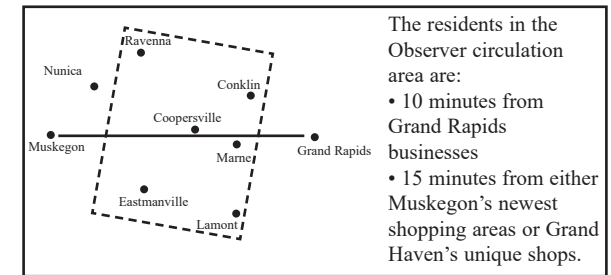 Ravenna
Nunica
Conklin
Coopersville
Muskegon
Marne
Grand Rapids
Eastmanville
Lamont
The residents in the
Observer circulation
area are:
• 10 minutes from
Grand Rapids
businesses
• 15 minutes from either
Muskegon’s newest
shopping areas or Grand
Haven’s unique shops.